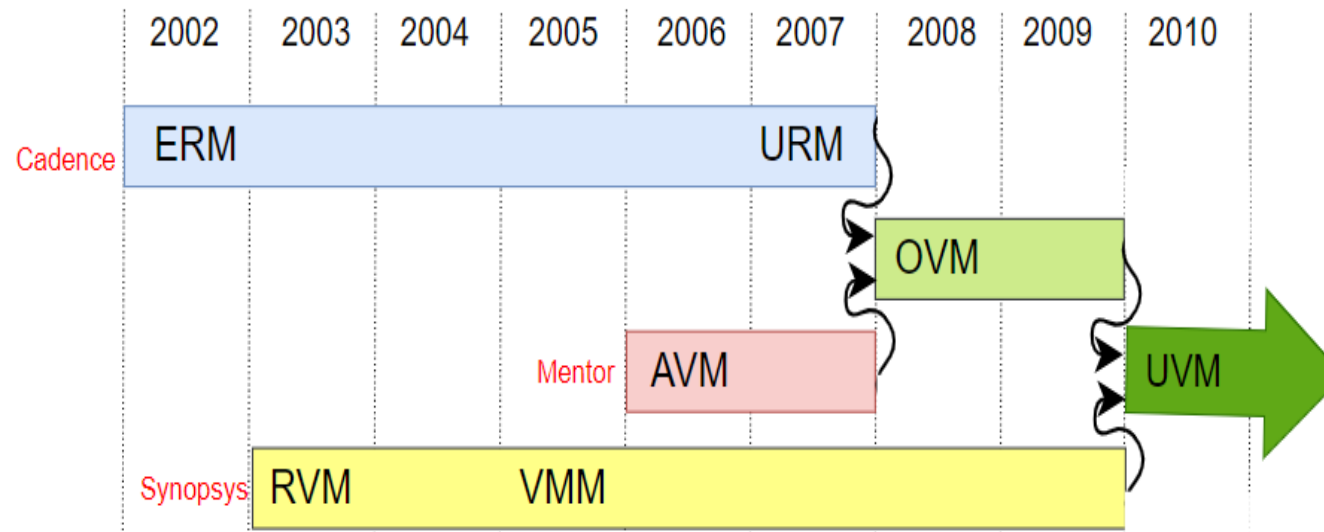 2002 2003 2004 2005 2006 2007 2008 2009 2010
Cadence ERM URM
OVM
Mentor AVM UVM
Synopsys RVM VMM